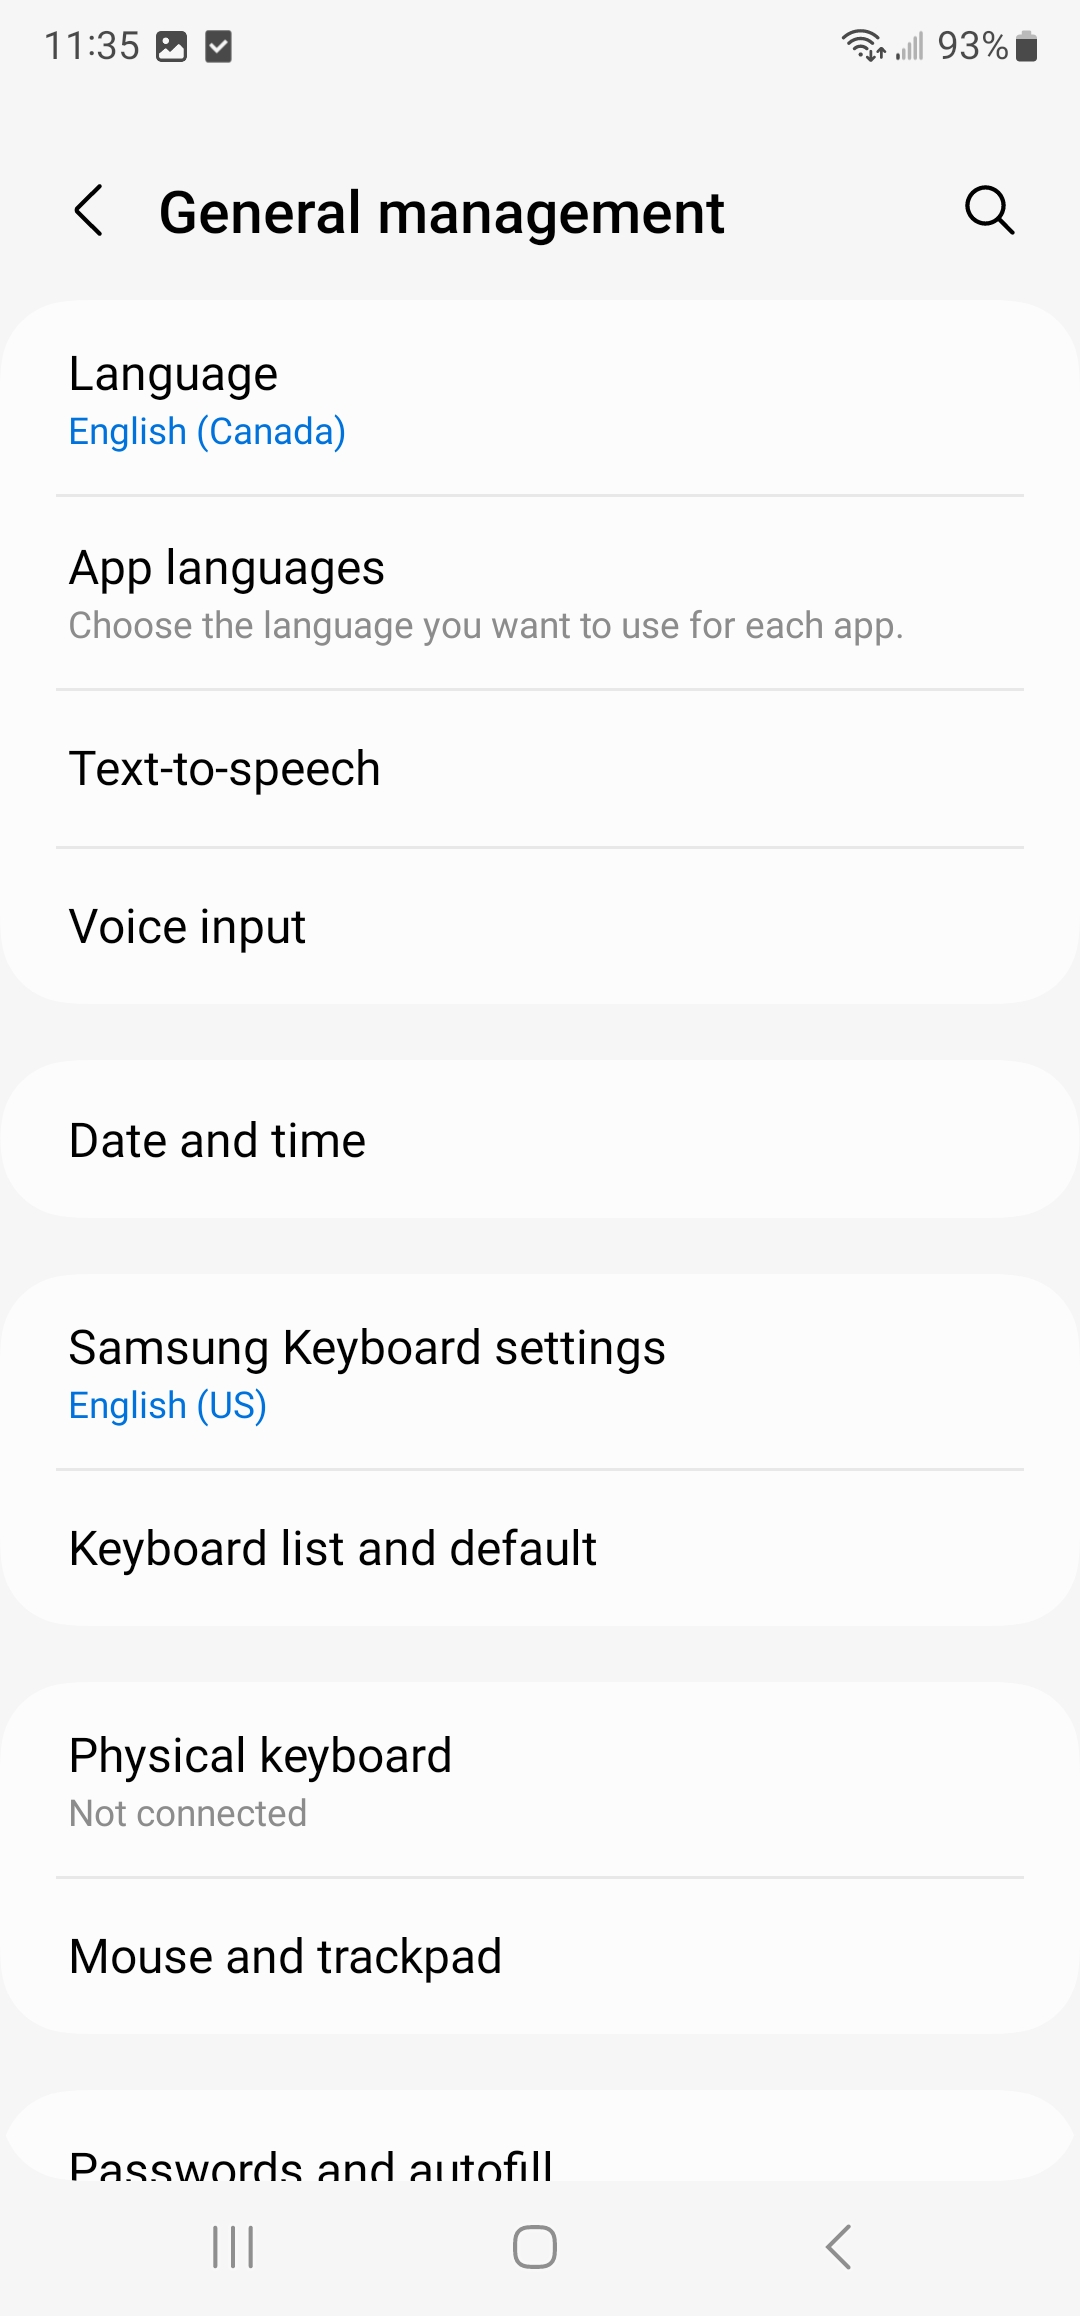 11:35 93%
General management
Language
English (Canada)
App languages
Choose the language you want to use for each app.
Text-to-speech
Voice input
Date and time
Samsung Keyboard settings
English (US)
Keyboard list and default
Physical keyboard
Not connected
Mouse and trackpad
Passwords and autofill